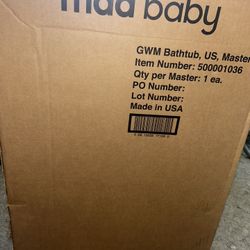 baby
GWM Bathtub, US, Master
Item Number: 500001036
Qty per Master: 1 ea.
PO Number:
Lot Number:
Made in USA